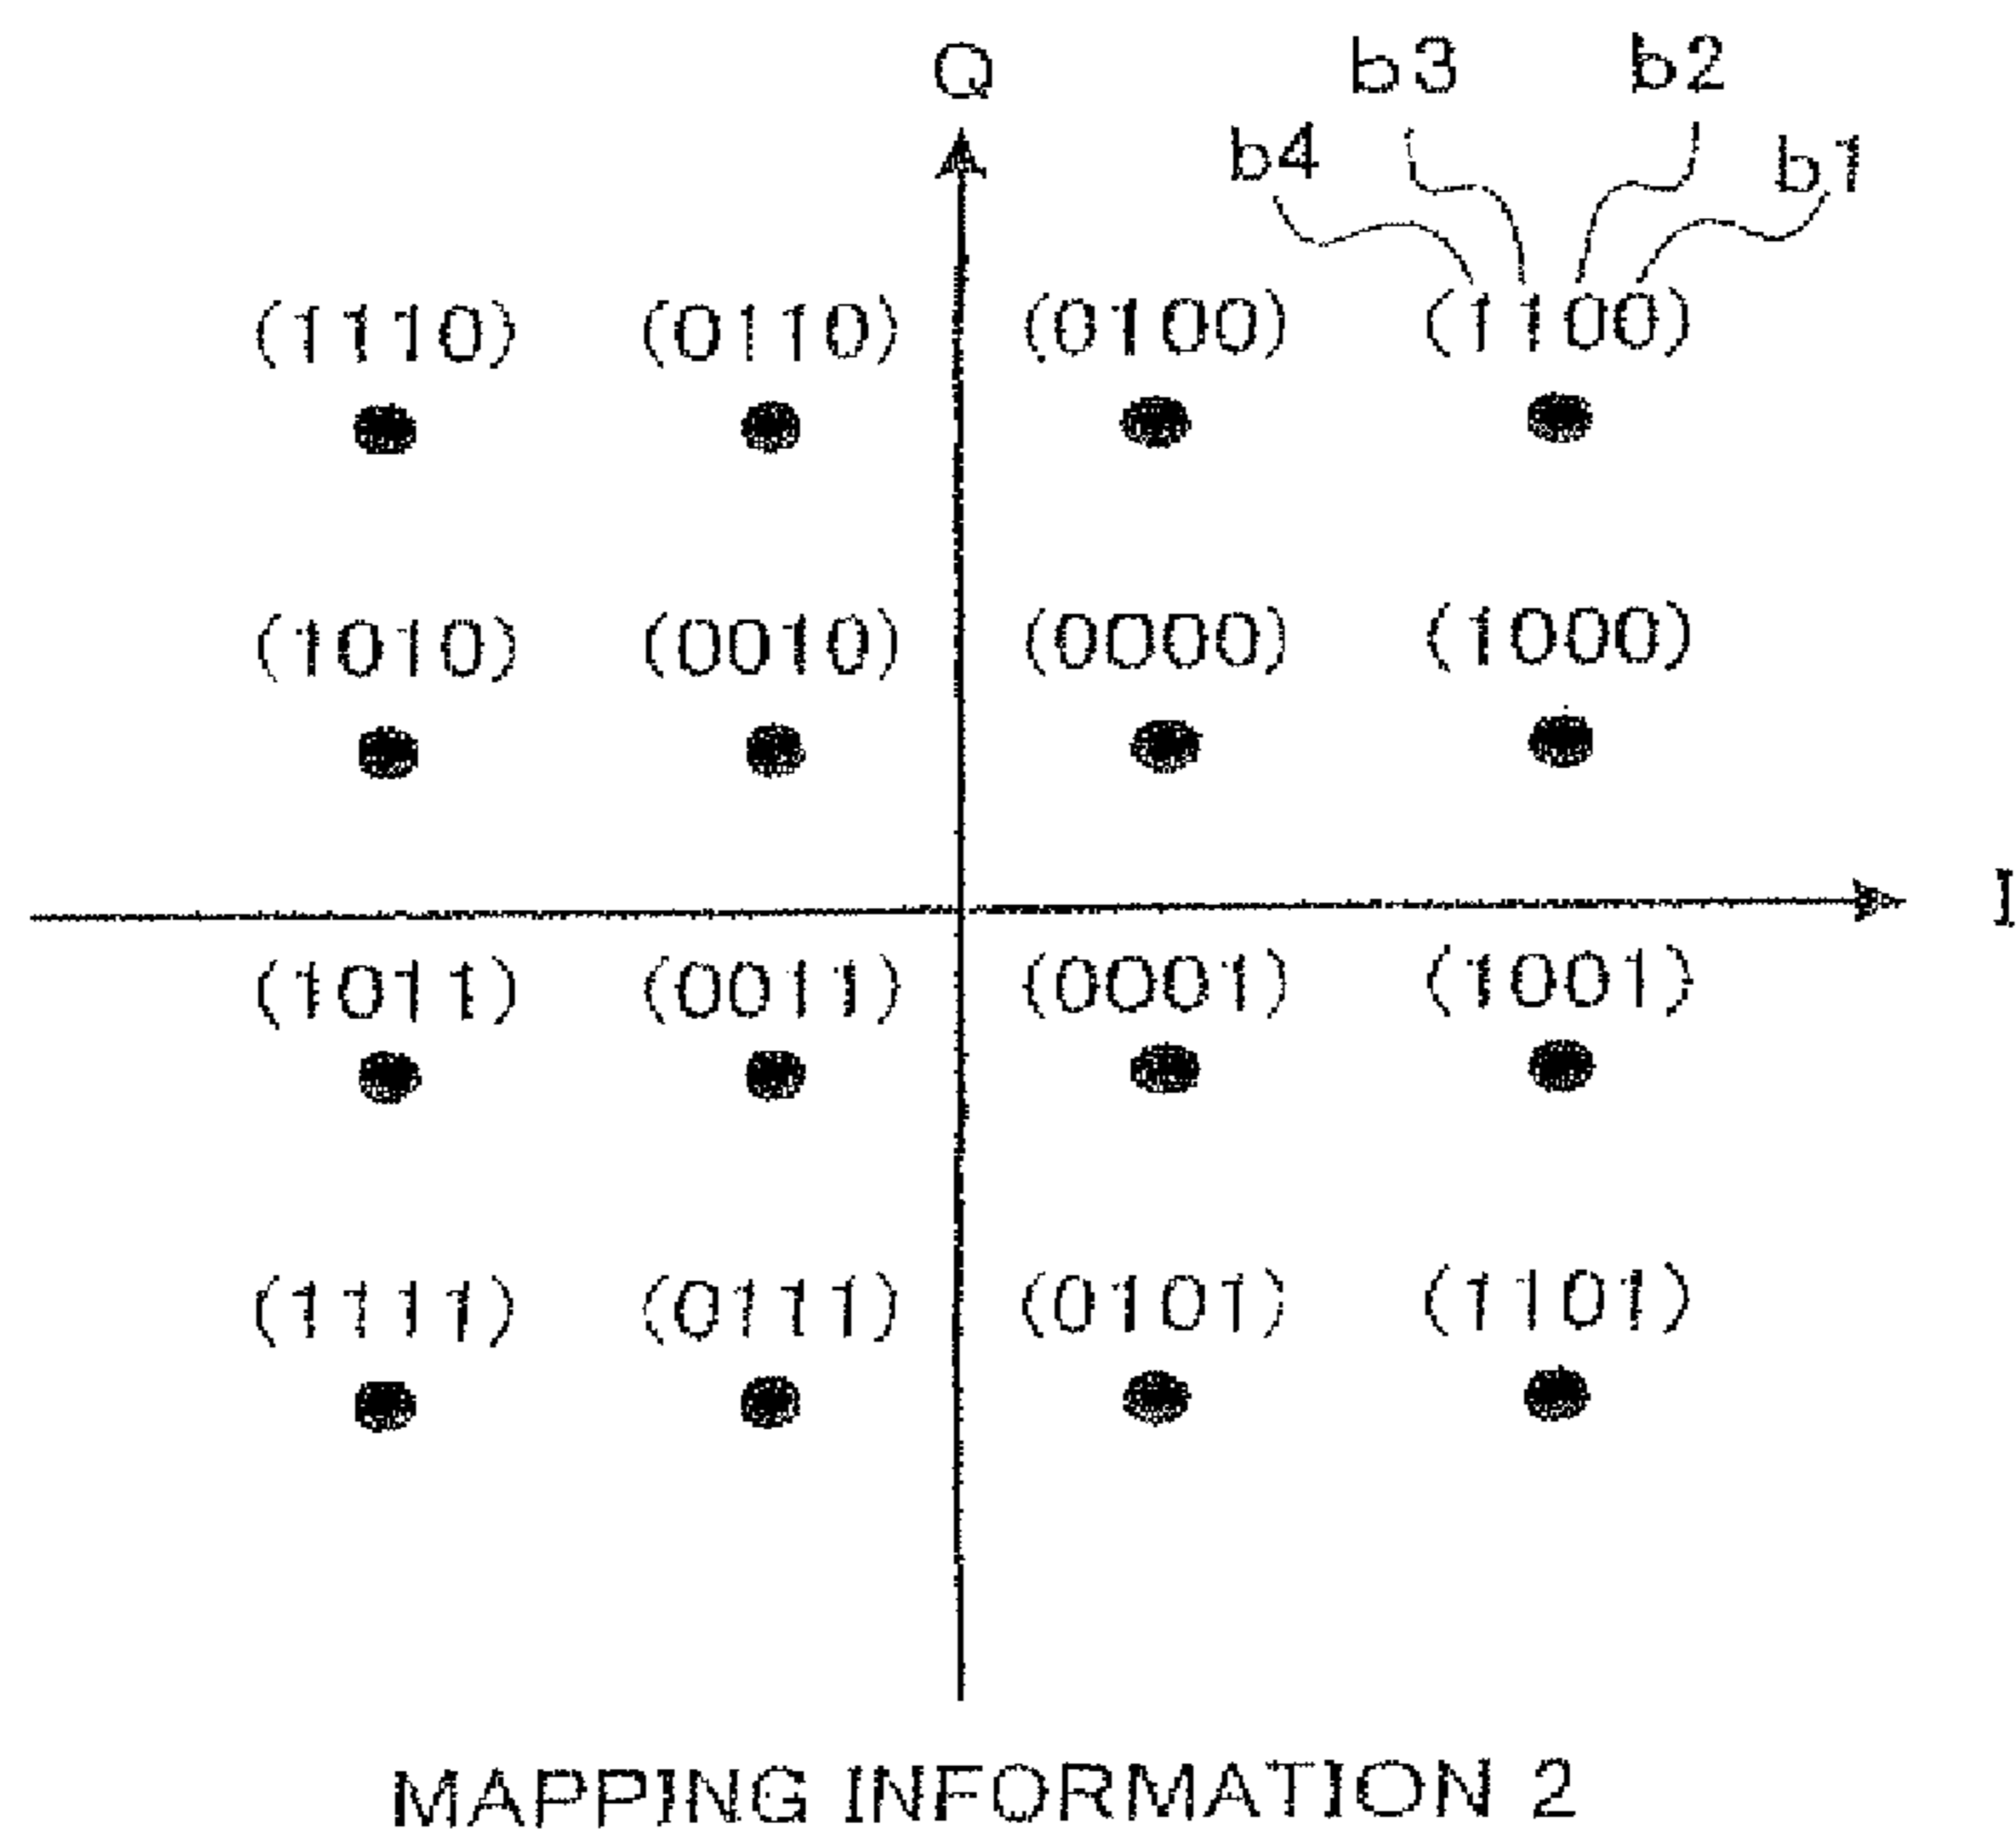 Q
b3 b2
b4 b1
(1110) (0110) (0100) (1100)
(1010) (0010) (0000) (1000)
I
(1011) (0011) (0001) (1001)
(1111) (0111) (0101) (1101)
MAPPING INFORMATION 2